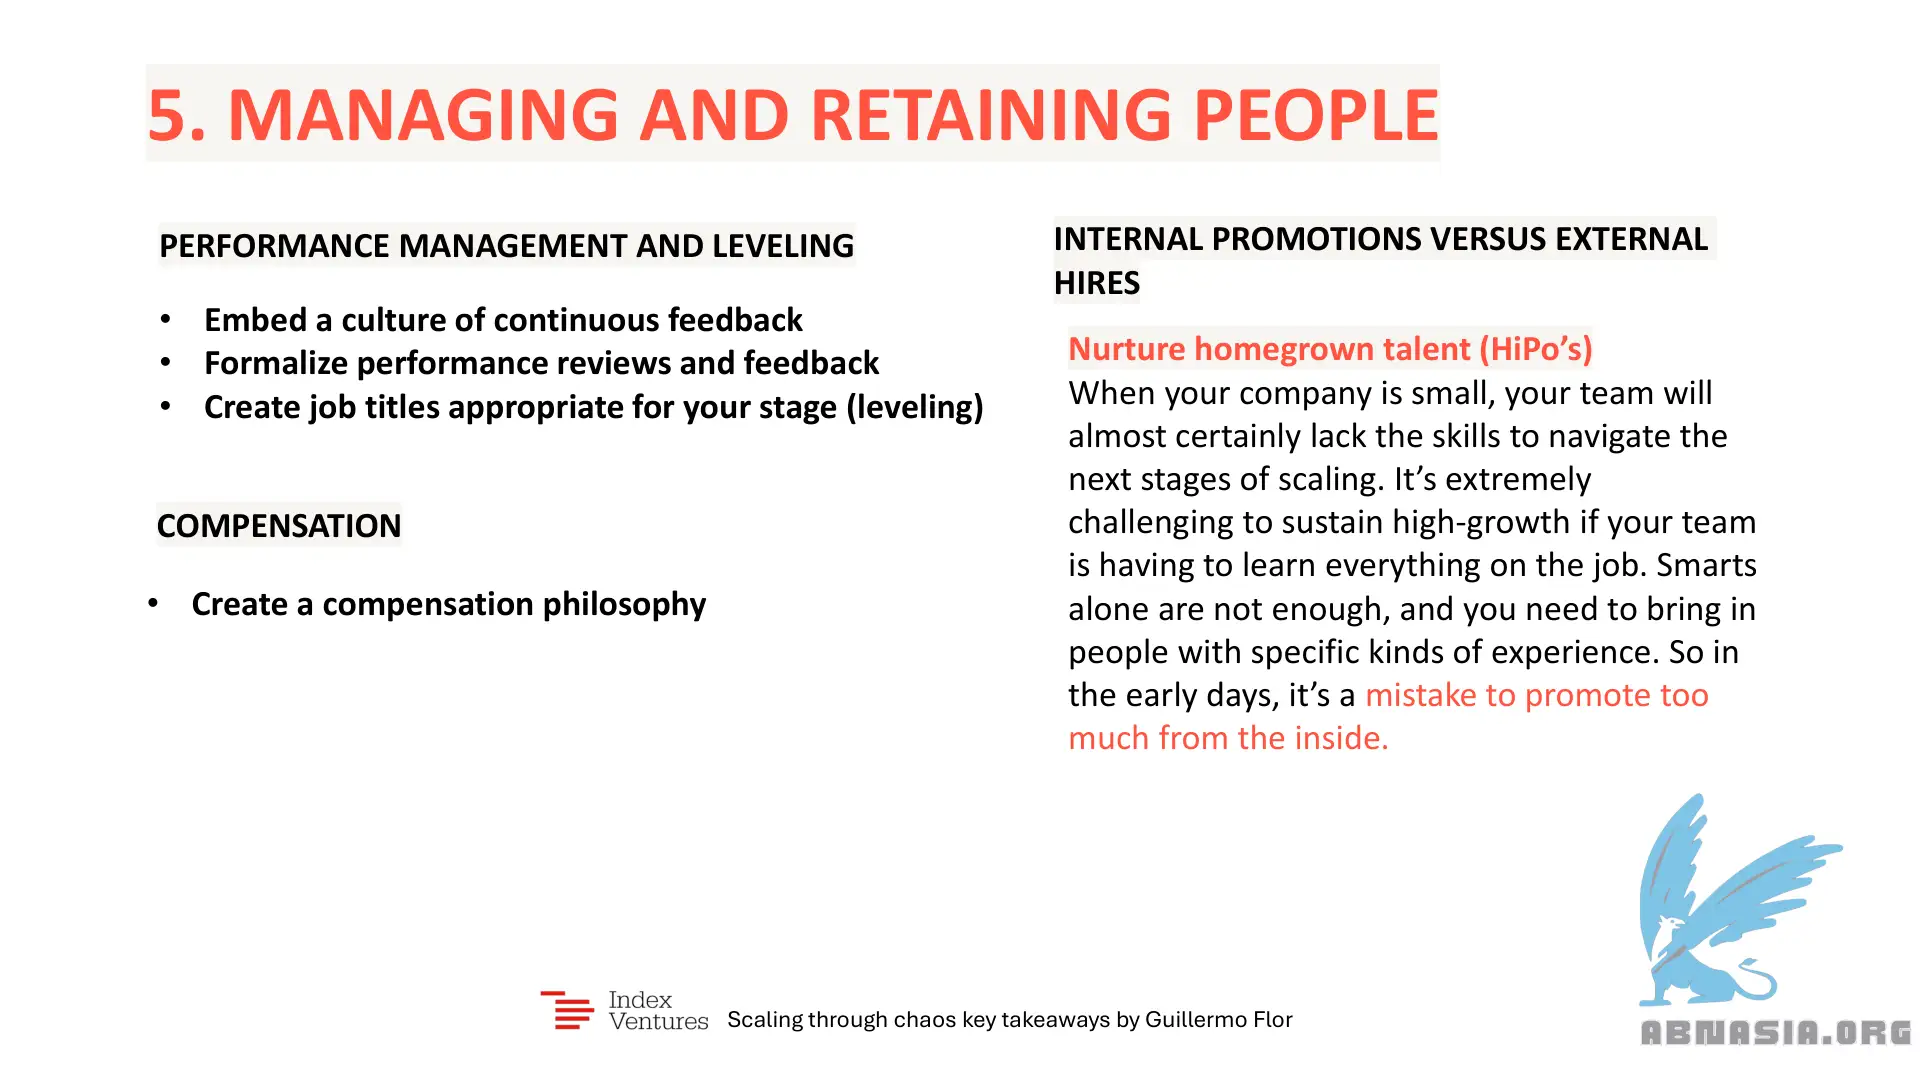 5. MANAGING AND RETAINING PEOPLE
PERFORMANCE MANAGEMENT AND LEVELING
• Embed a culture of continuous feedback
• Formalize performance reviews and feedback
• Create job titles appropriate for your stage (leveling)
COMPENSATION
• Create a compensation philosophy
INTERNAL PROMOTIONS VERSUS EXTERNAL
HIRES
Nurture homegrown talent (HiPo’s)
When your company is small, your team will
almost certainly lack the skills to navigate the
next stages of scaling. It’s extremely
challenging to sustain high-growth if your team
is having to learn everything on the job. Smarts
alone are not enough, and you need to bring in
people with specific kinds of experience. So in
the early days, it’s a mistake to promote too
much from the inside.
Index
Ventures
Scaling through chaos key takeaways by Guillermo Flor
ABNASIA.ORG